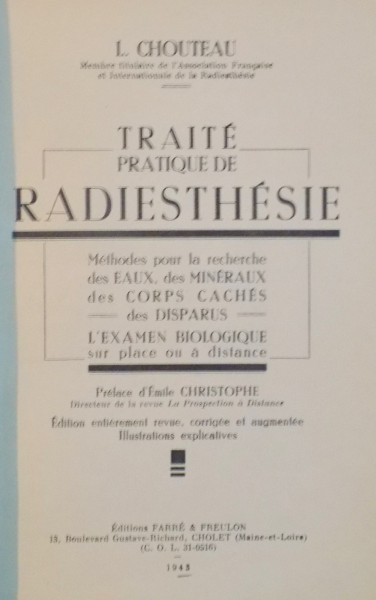 L. CHOUTEAU
Membre titulaire de l'Association Française
et Internationale de la Radiesthésie
TRAITÉ
PRATIQUE DE
RADIESTHÉSIE
Méthodes pour la recherche
des EAUX, des MINÉRAUX
des CORPS CACHÉS
des DISPARUS
L'EXAMEN BIOLOGIQUE
sur place ou à distance
Préface d'Émile CHRISTOPHE
Directeur de la revue La Prospection à Distance
Édition entièrement revue, corrigée et augmentée
Illustrations explicatives
Éditions FARRÉ & FREULON
13, Boulevard Gustave-Richard, CHOLET (Maine-et-Loire)
(C. O. L. 31-0516)